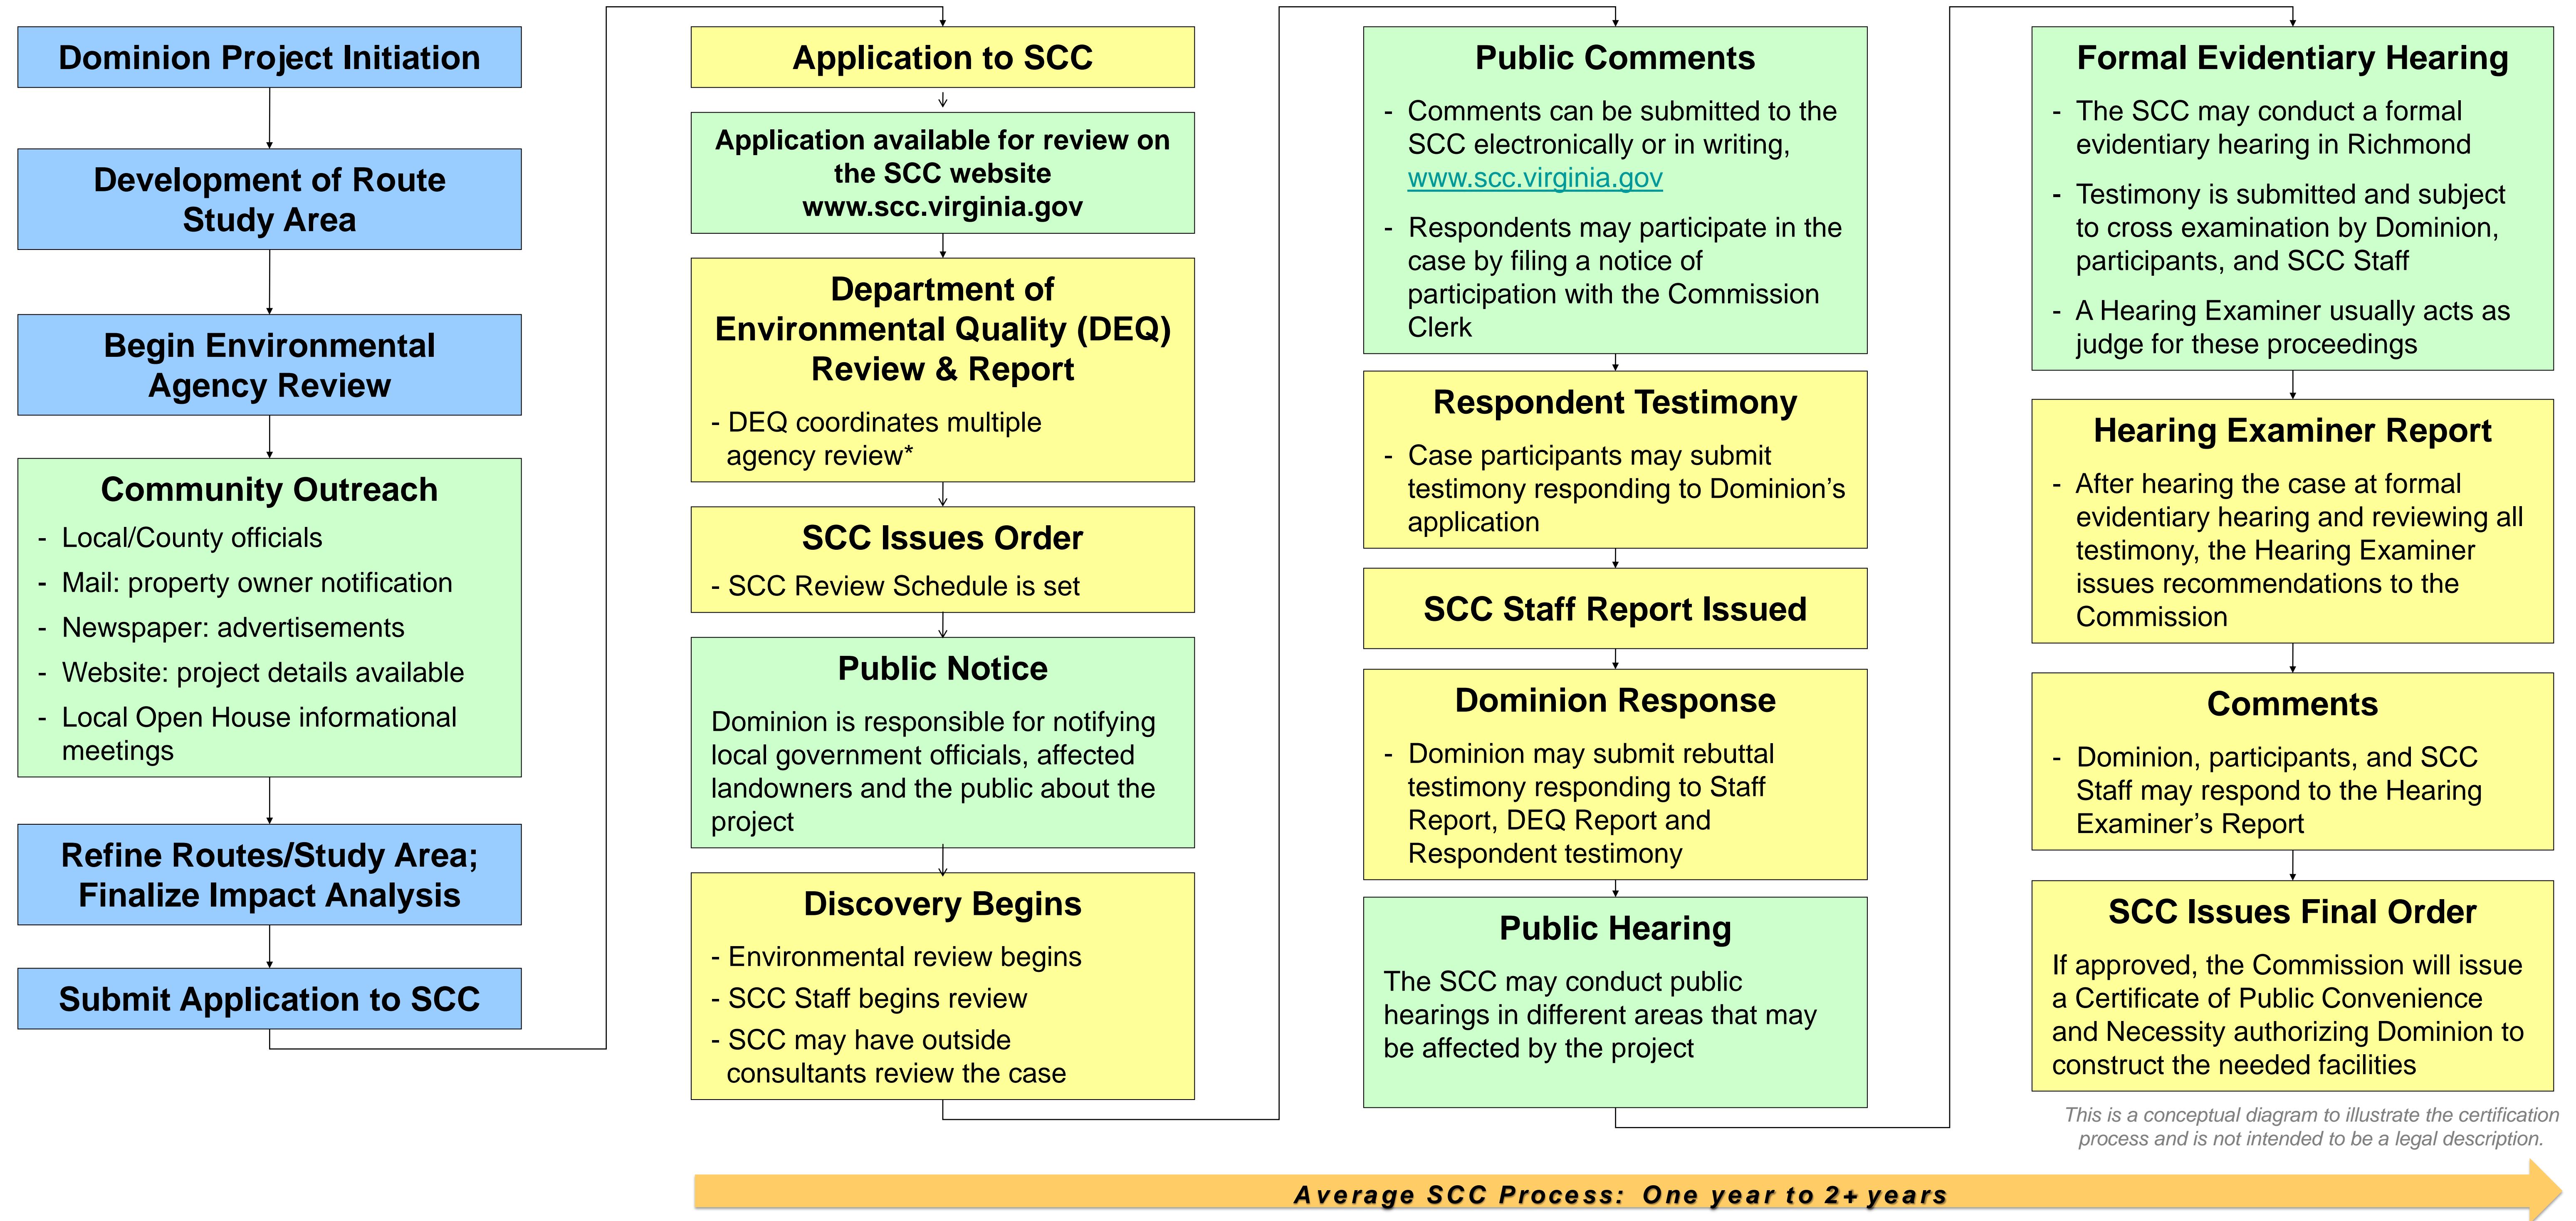 Dominion Project Initiation
Development of Route
Study Area
Begin Environmental
Agency Review
Community Outreach
- Local/County officials
- Mail: property owner notification
- Newspaper: advertisements
- Website: project details available
- Local Open House informational
meetings
Refine Routes/Study Area;
Finalize Impact Analysis
Submit Application to SCC
Application to SCC
Application available for review on
the SCC website
www.scc.virginia.gov
Department of
Environmental Quality (DEQ)
Review & Report
- DEQ coordinates multiple
agency review*
SCC Issues Order
- SCC Review Schedule is set
Public Notice
Dominion is responsible for notifying
local government officials, affected
landowners and the public about the
project
Discovery Begins
- Environmental review begins
- SCC Staff begins review
- SCC may have outside
consultants review the case
Public Comments
- Comments can be submitted to the
SCC electronically or in writing,
www.scc.virginia.gov
- Respondents may participate in the
case by filing a notice of
participation with the Commission
Clerk
Respondent Testimony
- Case participants may submit
testimony responding to Dominion’s
application
SCC Staff Report Issued
Dominion Response
- Dominion may submit rebuttal
testimony responding to Staff
Report, DEQ Report and
Respondent testimony
Public Hearing
The SCC may conduct public
hearings in different areas that may
be affected by the project
Formal Evidentiary Hearing
- The SCC may conduct a formal
evidentiary hearing in Richmond
- Testimony is submitted and subject
to cross examination by Dominion,
participants, and SCC Staff
- A Hearing Examiner usually acts as
judge for these proceedings
Hearing Examiner Report
- After hearing the case at formal
evidentiary hearing and reviewing all
testimony, the Hearing Examiner
issues recommendations to the
Commission
Comments
- Dominion, participants, and SCC
Staff may respond to the Hearing
Examiner’s Report
SCC Issues Final Order
If approved, the Commission will issue
a Certificate of Public Convenience
and Necessity authorizing Dominion to
construct the needed facilities
This is a conceptual diagram to illustrate the certification
process and is not intended to be a legal description.
Average SCC Process: One year to 2+ years